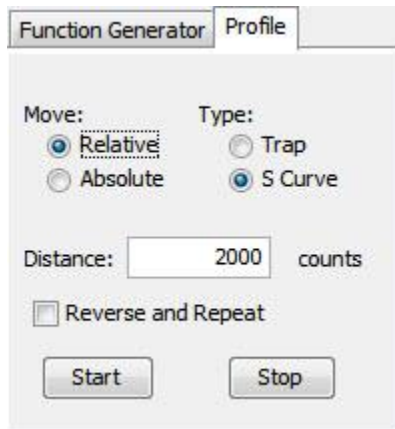 Function Generator Profile
Move: Type:
Relative Trap
Absolute S Curve
Distance: 2000 counts
Reverse and Repeat
Start Stop